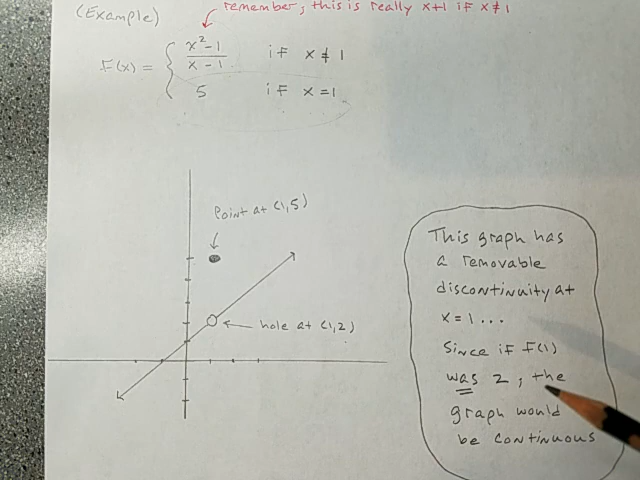 (Example)
remember, this is really x+1 if x≠1
F(x) = { x²-1 / x-1 if x ≠ 1
5 if x = 1
Point at (1,5)
hole at (1,2)
This graph has
a removable
discontinuity at
x = 1 ...
Since if f(1)
was 2, the
graph would
be continuous